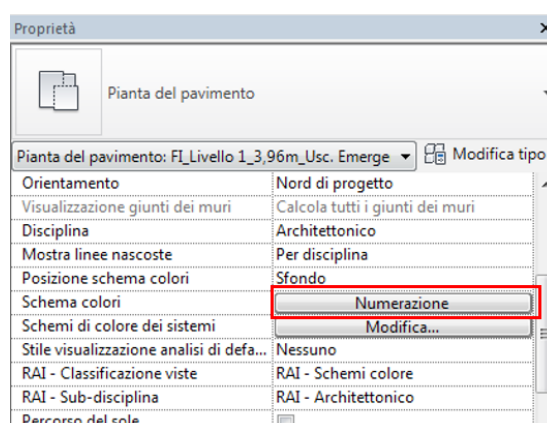 Proprietà
Pianta del pavimento
Pianta del pavimento: FI_Livello 1_3,96m_Usc. Emerge Modifica tipo
Orientamento Nord di progetto
Visualizzazione giunti dei muri Calcola tutti i giunti dei muri
Disciplina Architettonico
Mostra linee nascoste Per disciplina
Posizione schema colori Sfondo
Schema colori Numerazione
Schemi di colore dei sistemi Modifica...
Stile visualizzazione analisi di defa... Nessuno
RAI - Classificazione viste RAI - Schemi colore
RAI - Sub-disciplina RAI - Architettonico
Percorso del sole